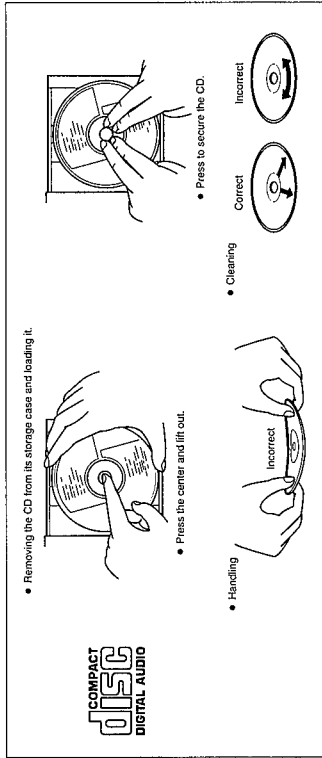 COMPACT
disc
DIGITAL AUDIO
• Removing the CD from its storage case and loading it.
• Press the center and lift out.
• Press to secure the CD.
• Handling
Incorrect
• Cleaning
Correct
Incorrect